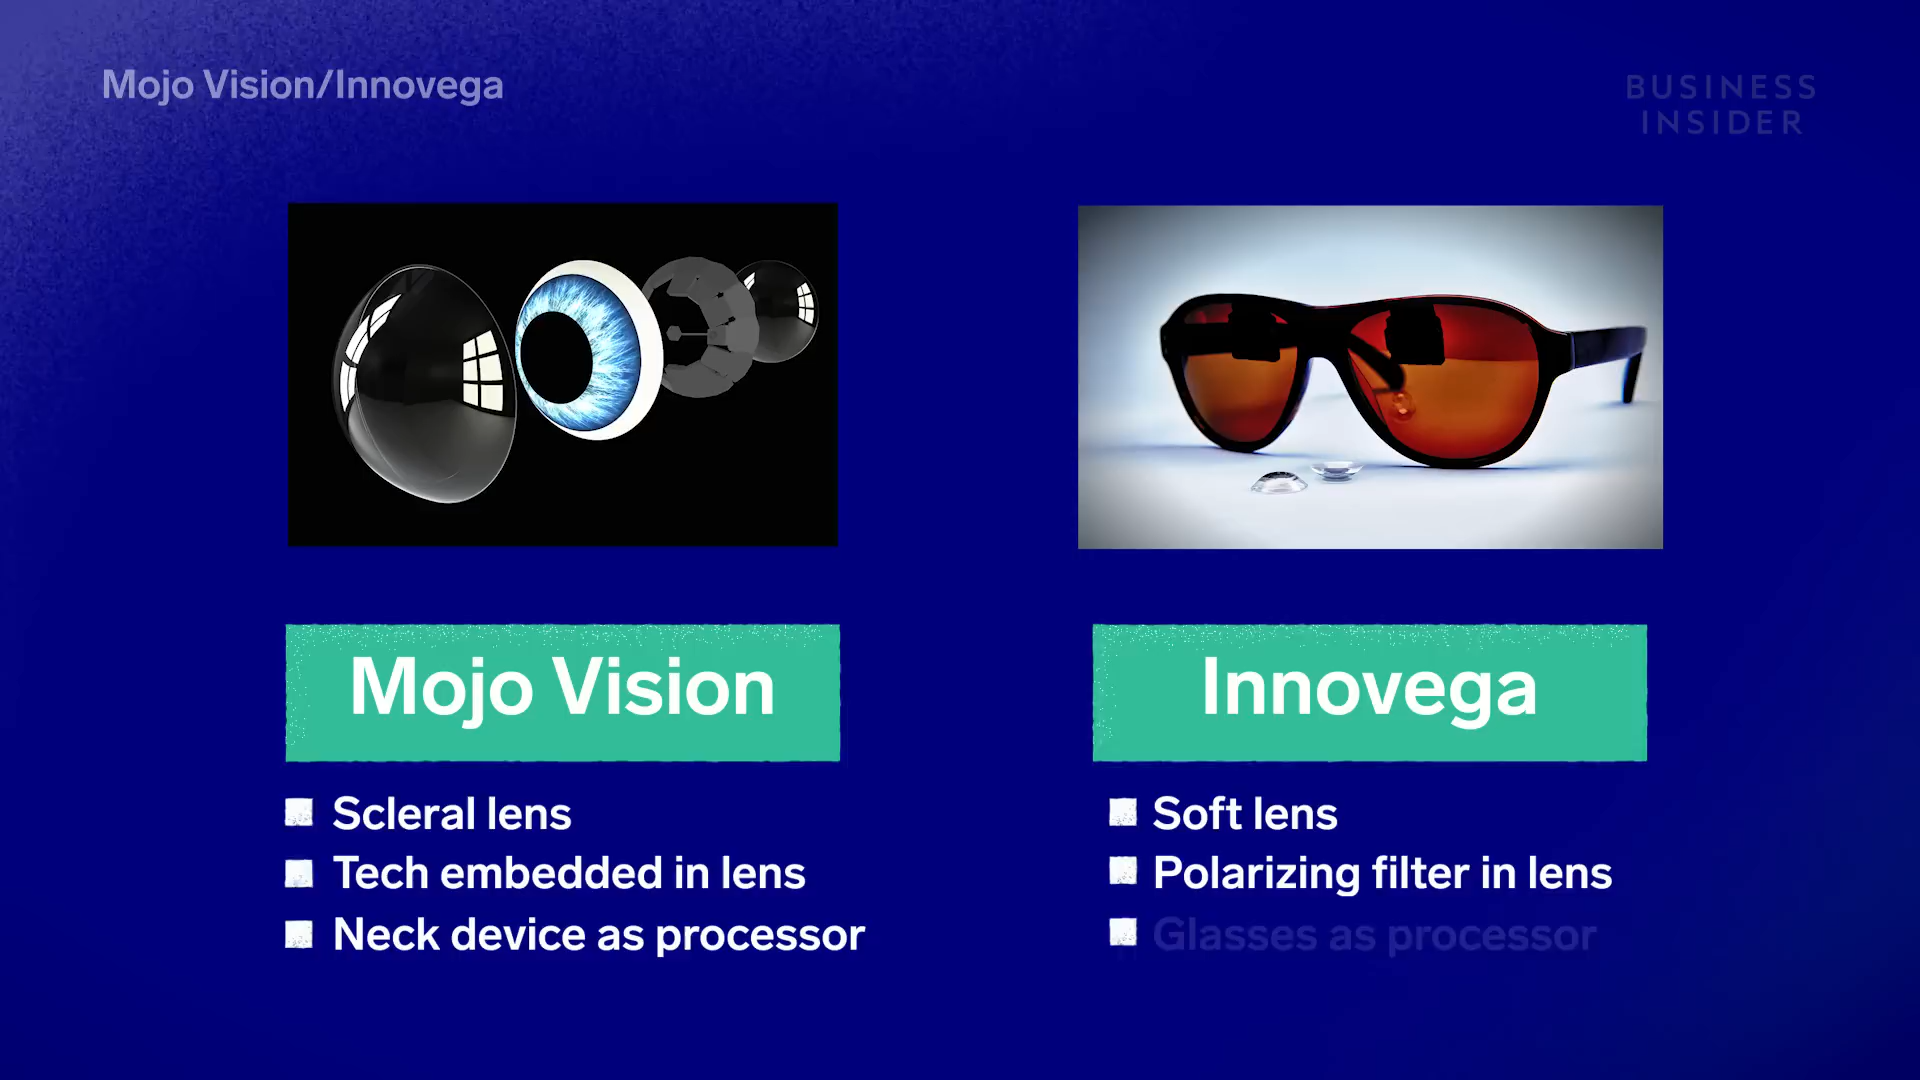 Mojo Vision/Innovega
BUSINESS
INSIDER
Mojo Vision
Scleral lens
Tech embedded in lens
Neck device as processor
Innovega
Soft lens
Polarizing filter in lens
Glasses as processor